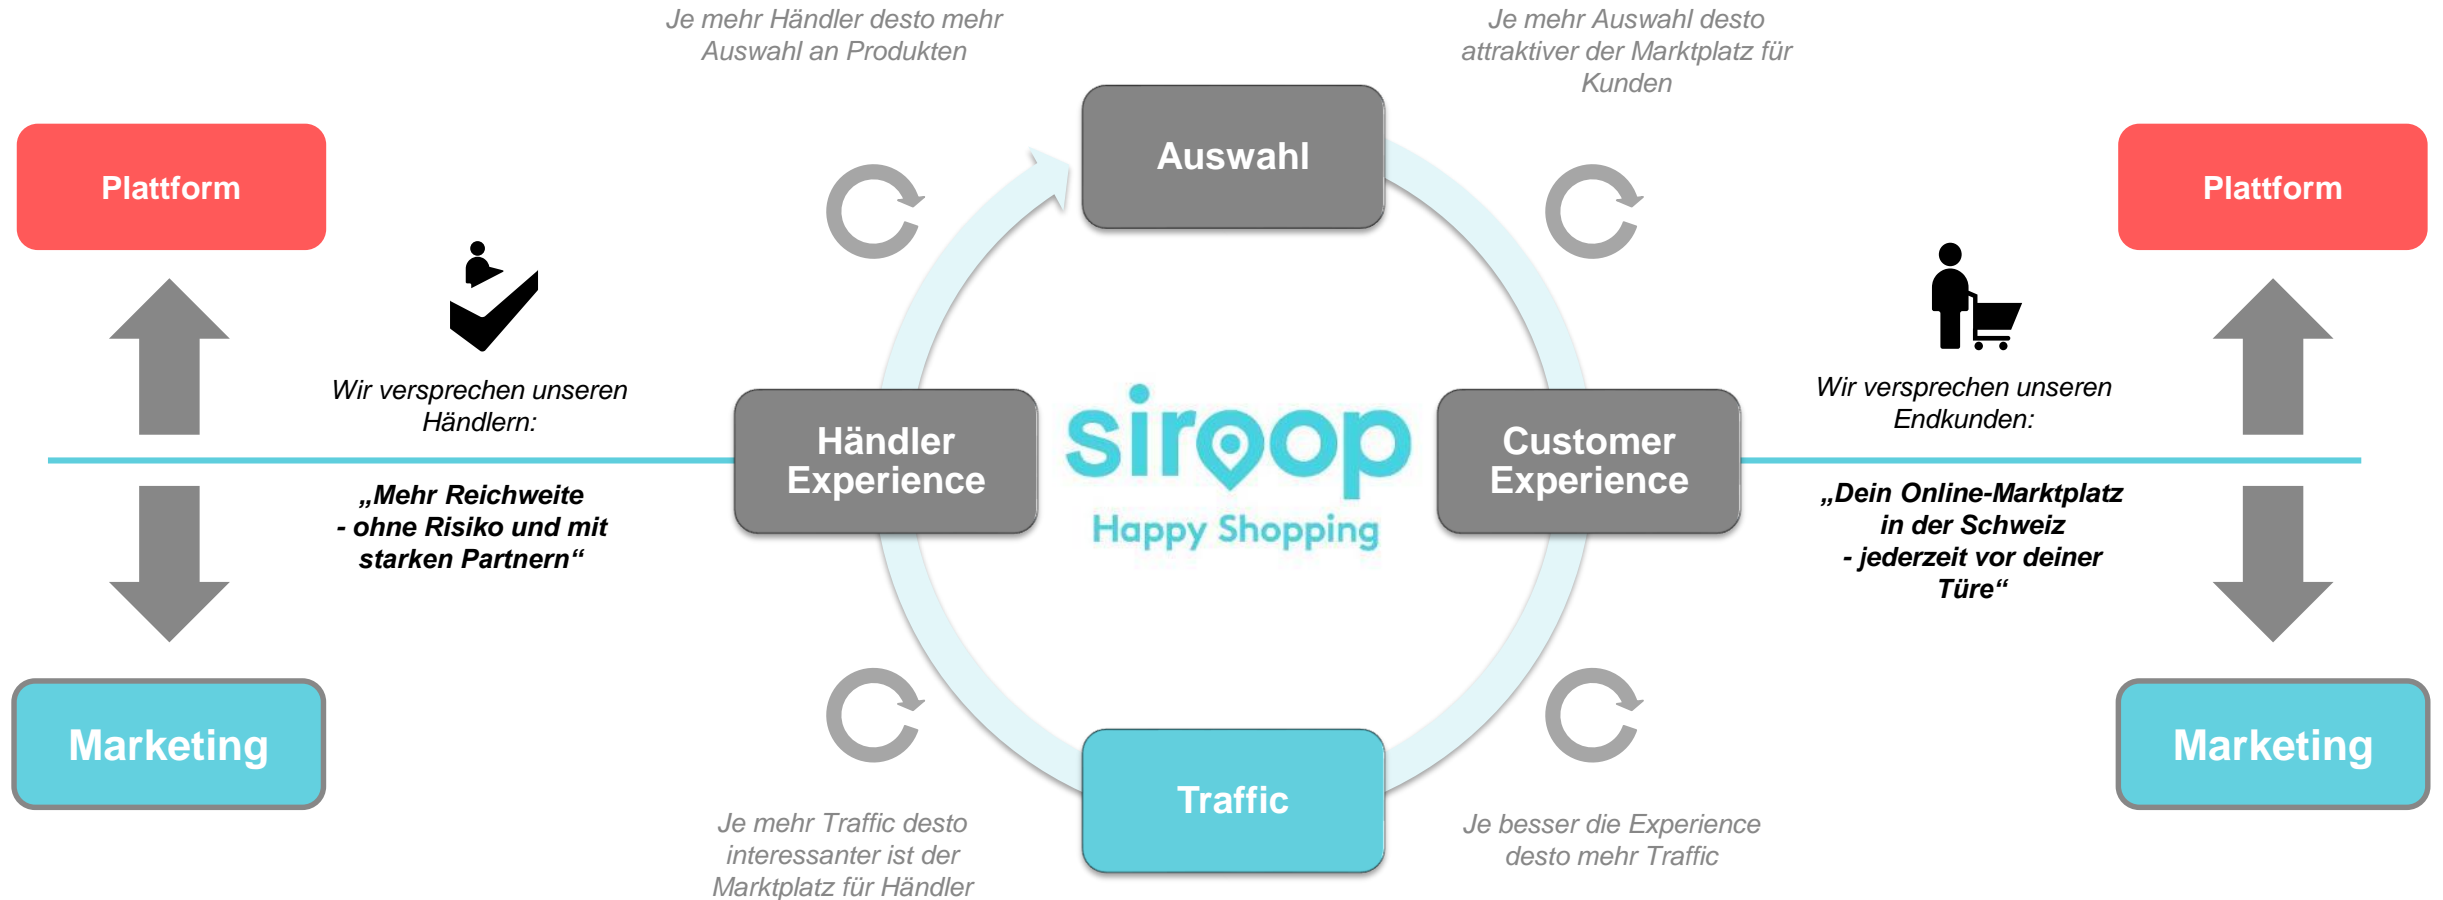 Je mehr Händler desto mehr
Auswahl an Produkten
Je mehr Auswahl desto
attraktiver der Marktplatz für
Kunden
Plattform
Auswahl
Plattform
Wir versprechen unseren
Händlern:
„Mehr Reichweite
- ohne Risiko und mit
starken Partnern“
Händler
Experience
siroop
Happy Shopping
Customer
Experience
Wir versprechen unseren
Endkunden:
„Dein Online-Marktplatz
in der Schweiz
- jederzeit vor deiner
Türe“
Marketing
Traffic
Marketing
Je mehr Traffic desto
interessanter ist der
Marktplatz für Händler
Je besser die Experience
desto mehr Traffic